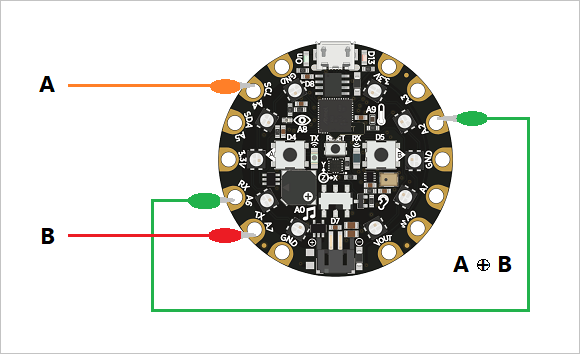 A
B
A ⊕ B
GND
On
D13
3.3V
SCL
A4
D8
A3
SDA
A5
A8
A9
A2
D4
TX
RESET
RX
D5
3.3V
GND
RX
A6
A0
A1
TX
A7
D7
~A0
GND
VOUT